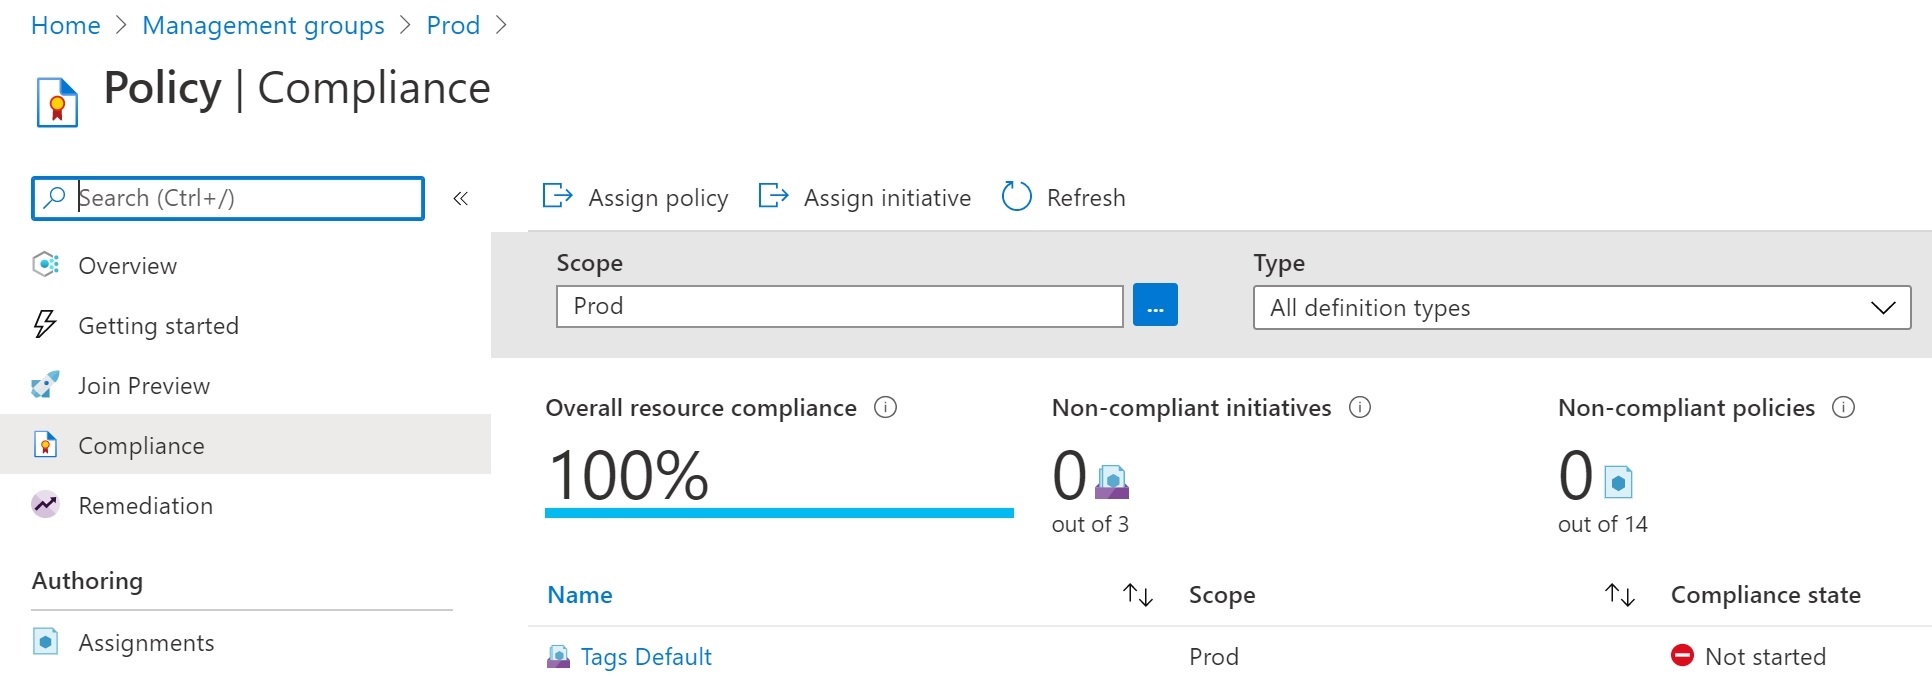 Home > Management groups > Prod >
Policy | Compliance
Search (Ctrl+/)
«
Assign policy
Assign initiative
Refresh
Overview
Getting started
Join Preview
Compliance
Remediation
Authoring
Assignments
Scope
Prod
...
Type
All definition types
Overall resource compliance
100%
Non-compliant initiatives
0
out of 3
Non-compliant policies
0
out of 14
Name
Scope
Compliance state
Tags Default
Prod
Not started